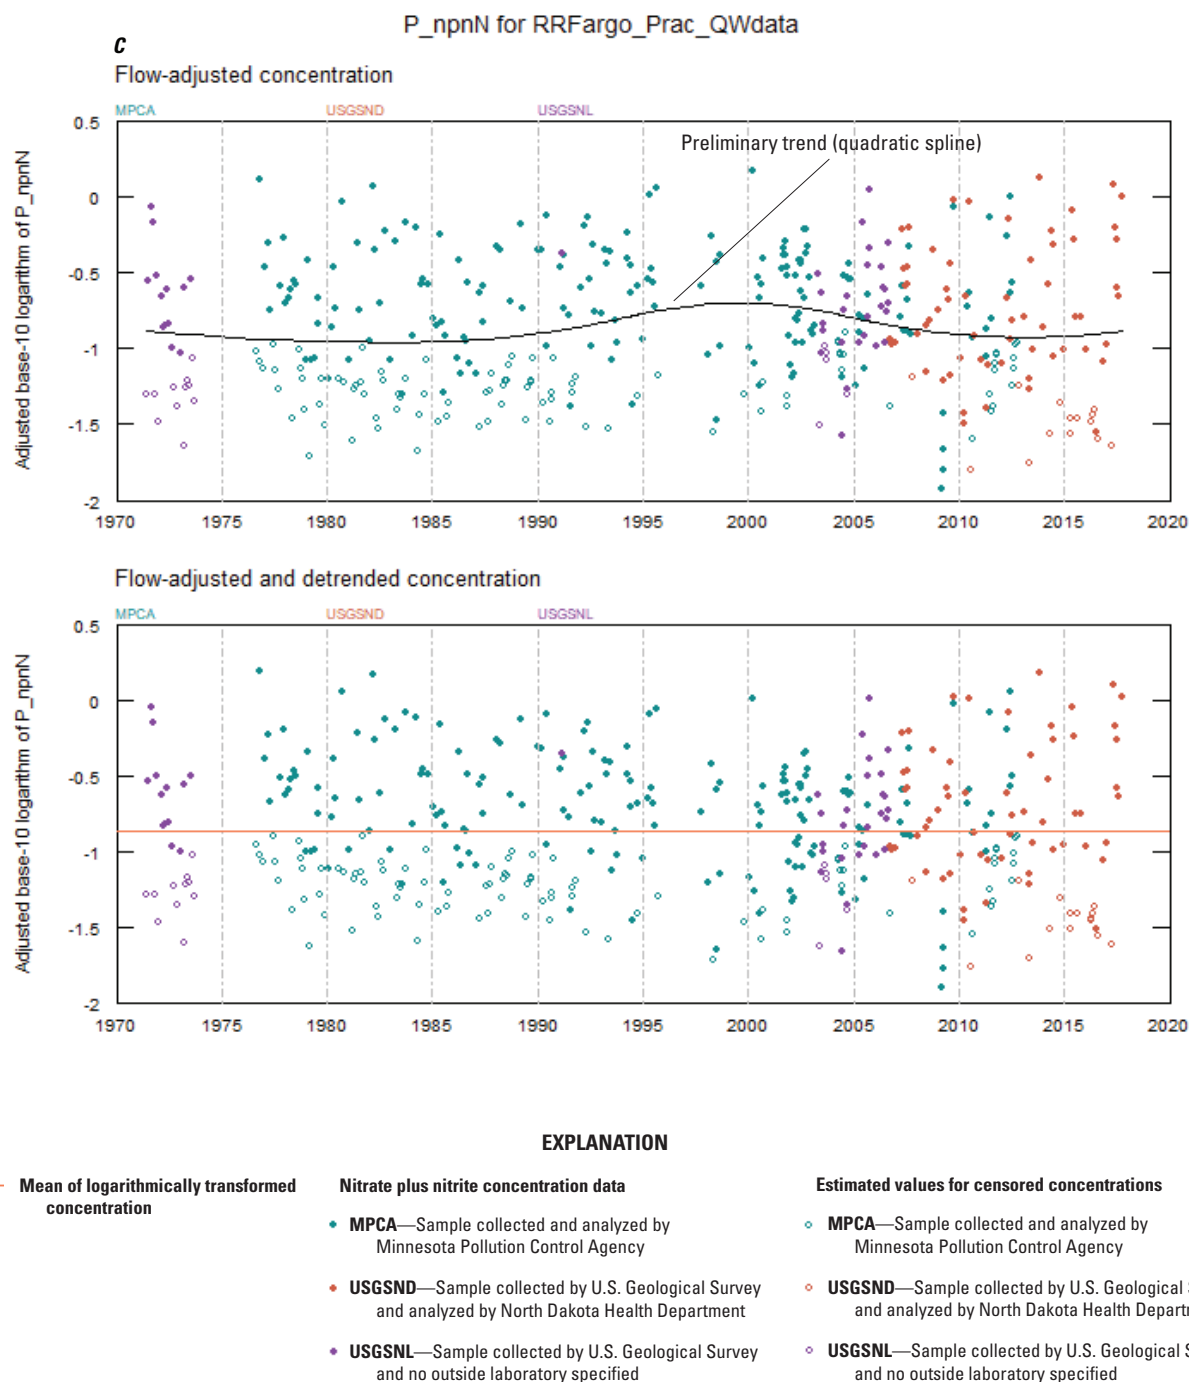 P_npnN for RRFargo_Prac_QWdata
C
Flow-adjusted concentration
MPCA USGSND USGSNL
Adjusted base-10 logarithm of P_npnN
0.5
0
-0.5
-1
-1.5
-2
Preliminary trend (quadratic spline)
1970 1975 1980 1985 1990 1995 2000 2005 2010 2015 2020
Flow-adjusted and detrended concentration
MPCA USGSND USGSNL
Adjusted base-10 logarithm of P_npnN
0.5
0
-0.5
-1
-1.5
-2
1970 1975 1980 1985 1990 1995 2000 2005 2010 2015 2020
EXPLANATION
Mean of logarithmically transformed
concentration
Nitrate plus nitrite concentration data
MPCA—Sample collected and analyzed by
Minnesota Pollution Control Agency
USGSND—Sample collected by U.S. Geological Survey
and analyzed by North Dakota Health Department
USGSNL—Sample collected by U.S. Geological Survey
and no outside laboratory specified
Estimated values for censored concentrations
MPCA—Sample collected and analyzed by
Minnesota Pollution Control Agency
USGSND—Sample collected by U.S. Geological
and analyzed by North Dakota Health
USGSNL—Sample collected by U.S. Geological
and no outside laboratory specified